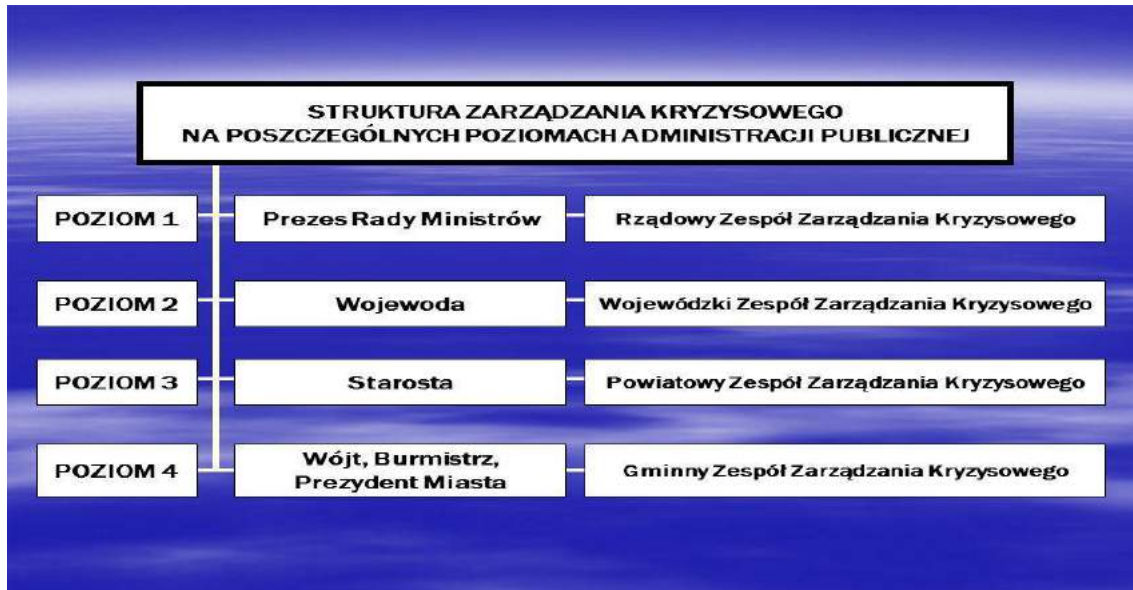 STRUKTURA ZARZĄDZANIA KRYZYSOWEGO
NA POSZCZEGÓLNYCH POZIOMACH ADMINISTRACJI PUBLICZNEJ
POZIOM 1
Prezes Rady Ministrów
Rządowy Zespół Zarządzania Kryzysowego
POZIOM 2
Wojewoda
Wojewódzki Zespół Zarządzania Kryzysowego
POZIOM 3
Starosta
Powiatowy Zespół Zarządzania Kryzysowego
POZIOM 4
Wójt, Burmistrz,
Prezydent Miasta
Gminny Zespół Zarządzania Kryzysowego